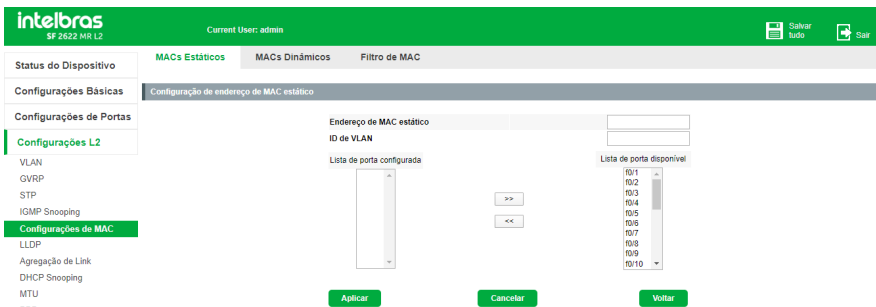 intelbras
SF 2622 MR L2
Current User: admin
Salvar tudo
Sair
Status do Dispositivo
Configurações Básicas
Configurações de Portas
Configurações L2
VLAN
GVRP
STP
IGMP Snooping
Configurações de MAC
LLDP
Agregação de Link
DHCP Snooping
MTU
MACs Estáticos
MACs Dinâmicos
Filtro de MAC
Configuração de endereço de MAC estático
Endereço de MAC estático
ID de VLAN
Lista de porta configurada
Lista de porta disponível
>>
<<
f0/1
f0/2
f0/3
f0/4
f0/5
f0/6
f0/7
f0/8
f0/9
f0/10
Aplicar
Cancelar
Voltar